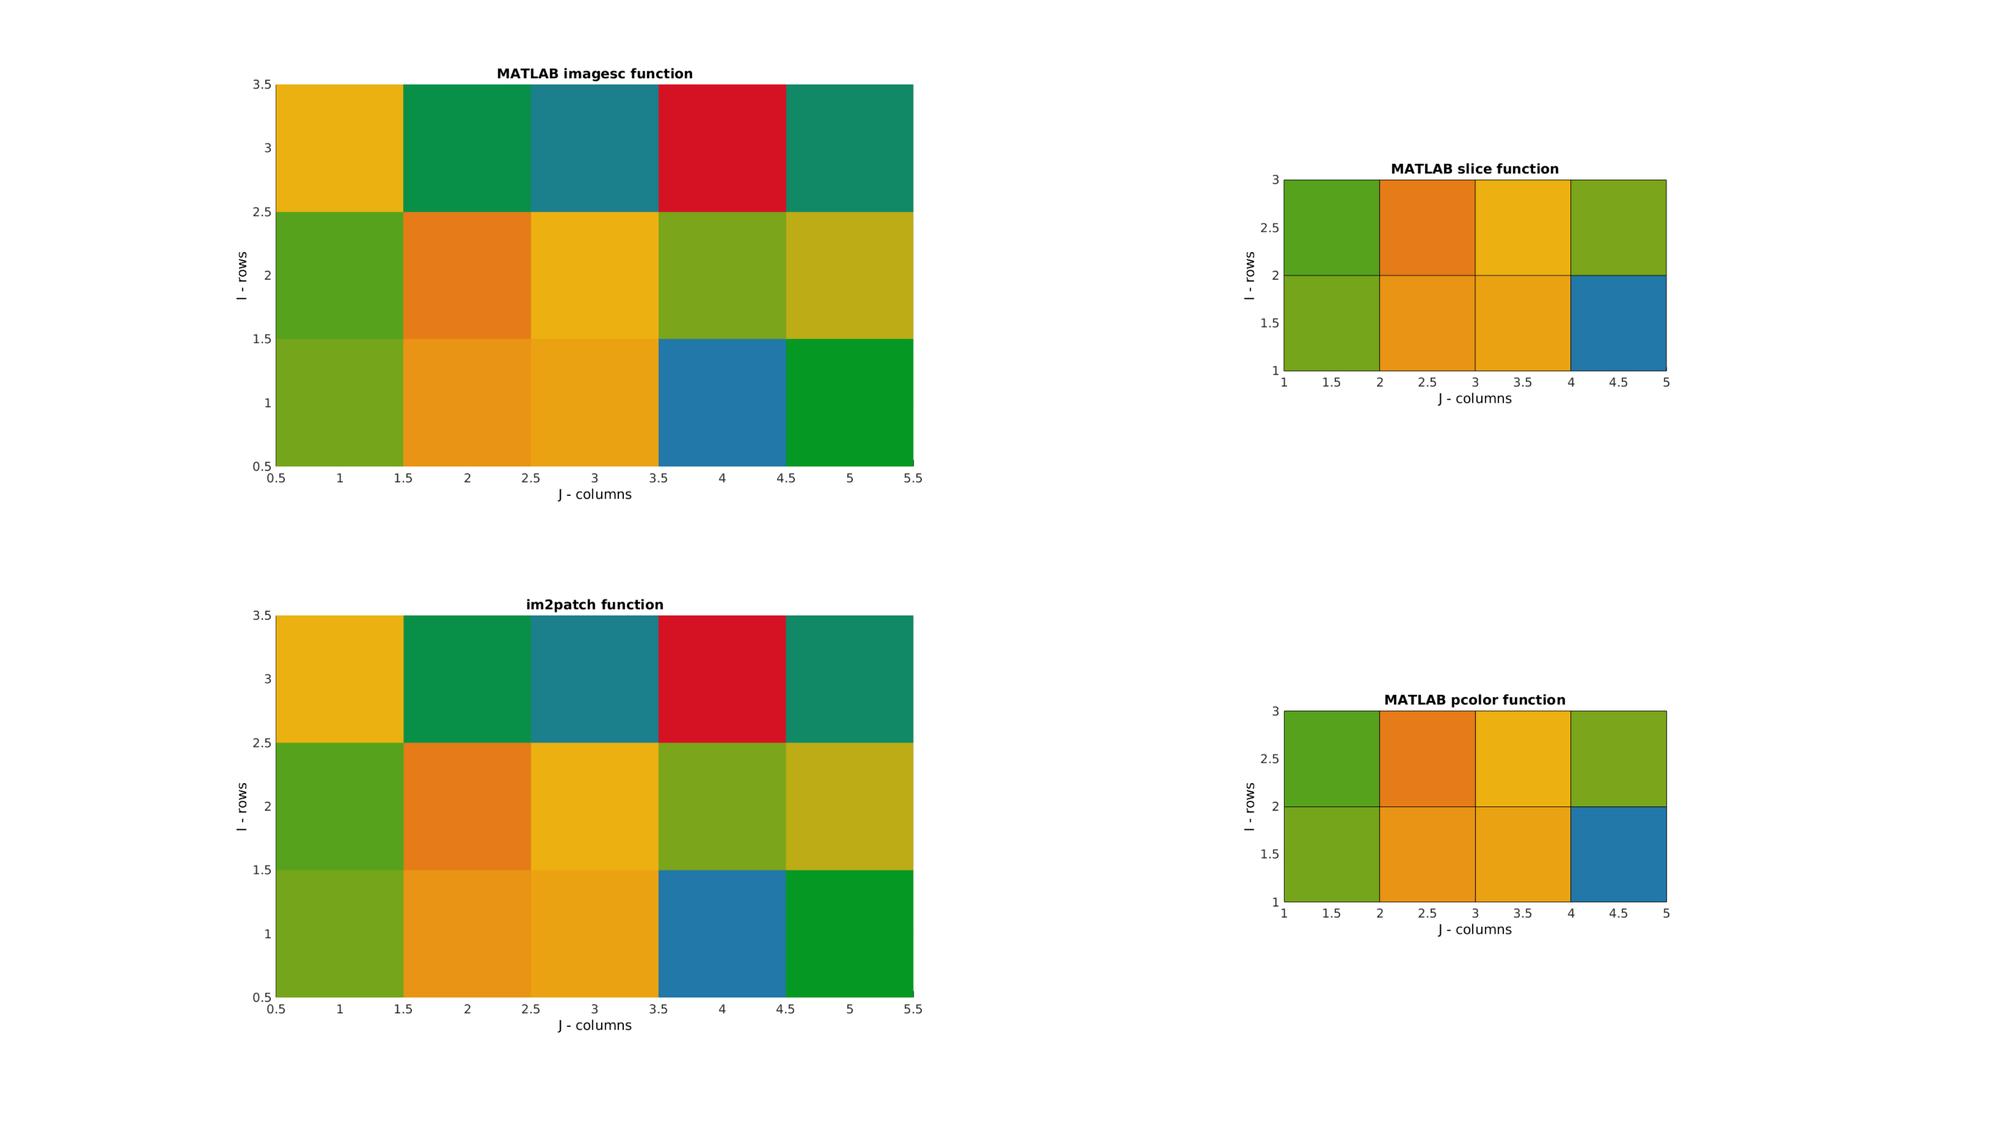 MATLAB imagesc function
3.5
3
2.5
2
1.5
1
0.5
I - rows
0.5 1 1.5 2 2.5 3 3.5 4 4.5 5 5.5
J - columns
MATLAB slice function
3
2.5
2
1.5
1
I - rows
1 1.5 2 2.5 3 3.5 4 4.5 5
J - columns
im2patch function
3.5
3
2.5
2
1.5
1
0.5
I - rows
0.5 1 1.5 2 2.5 3 3.5 4 4.5 5 5.5
J - columns
MATLAB pcolor function
3
2.5
2
1.5
1
I - rows
1 1.5 2 2.5 3 3.5 4 4.5 5
J - columns